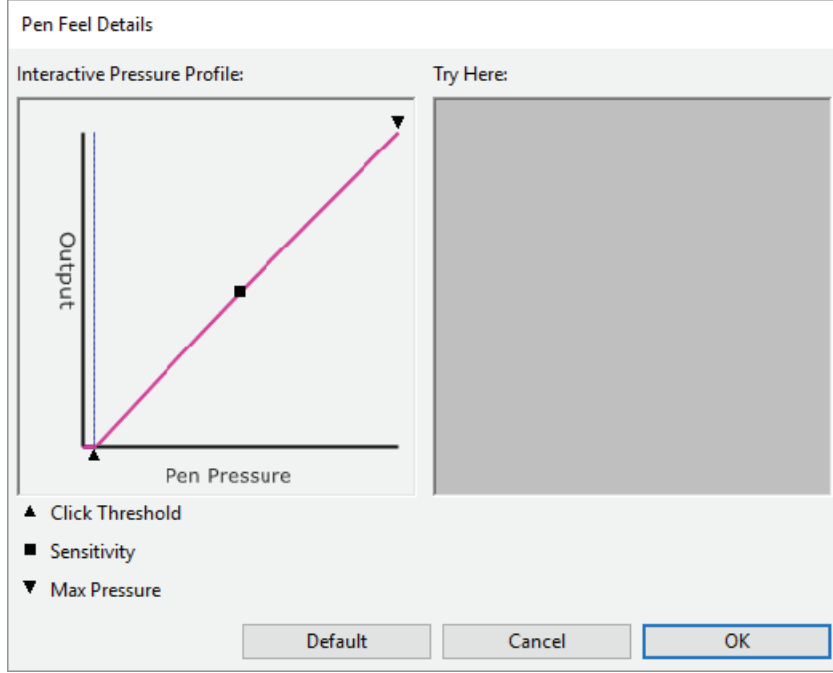 Pen Feel Details
Interactive Pressure Profile:
Try Here:
Output
Pen Pressure
Click Threshold
Sensitivity
Max Pressure
Default
Cancel
OK